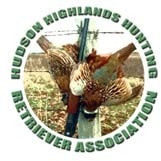 HUDSON HIGHLANDS HUNTING
RETRIEVER ASSOCIATION